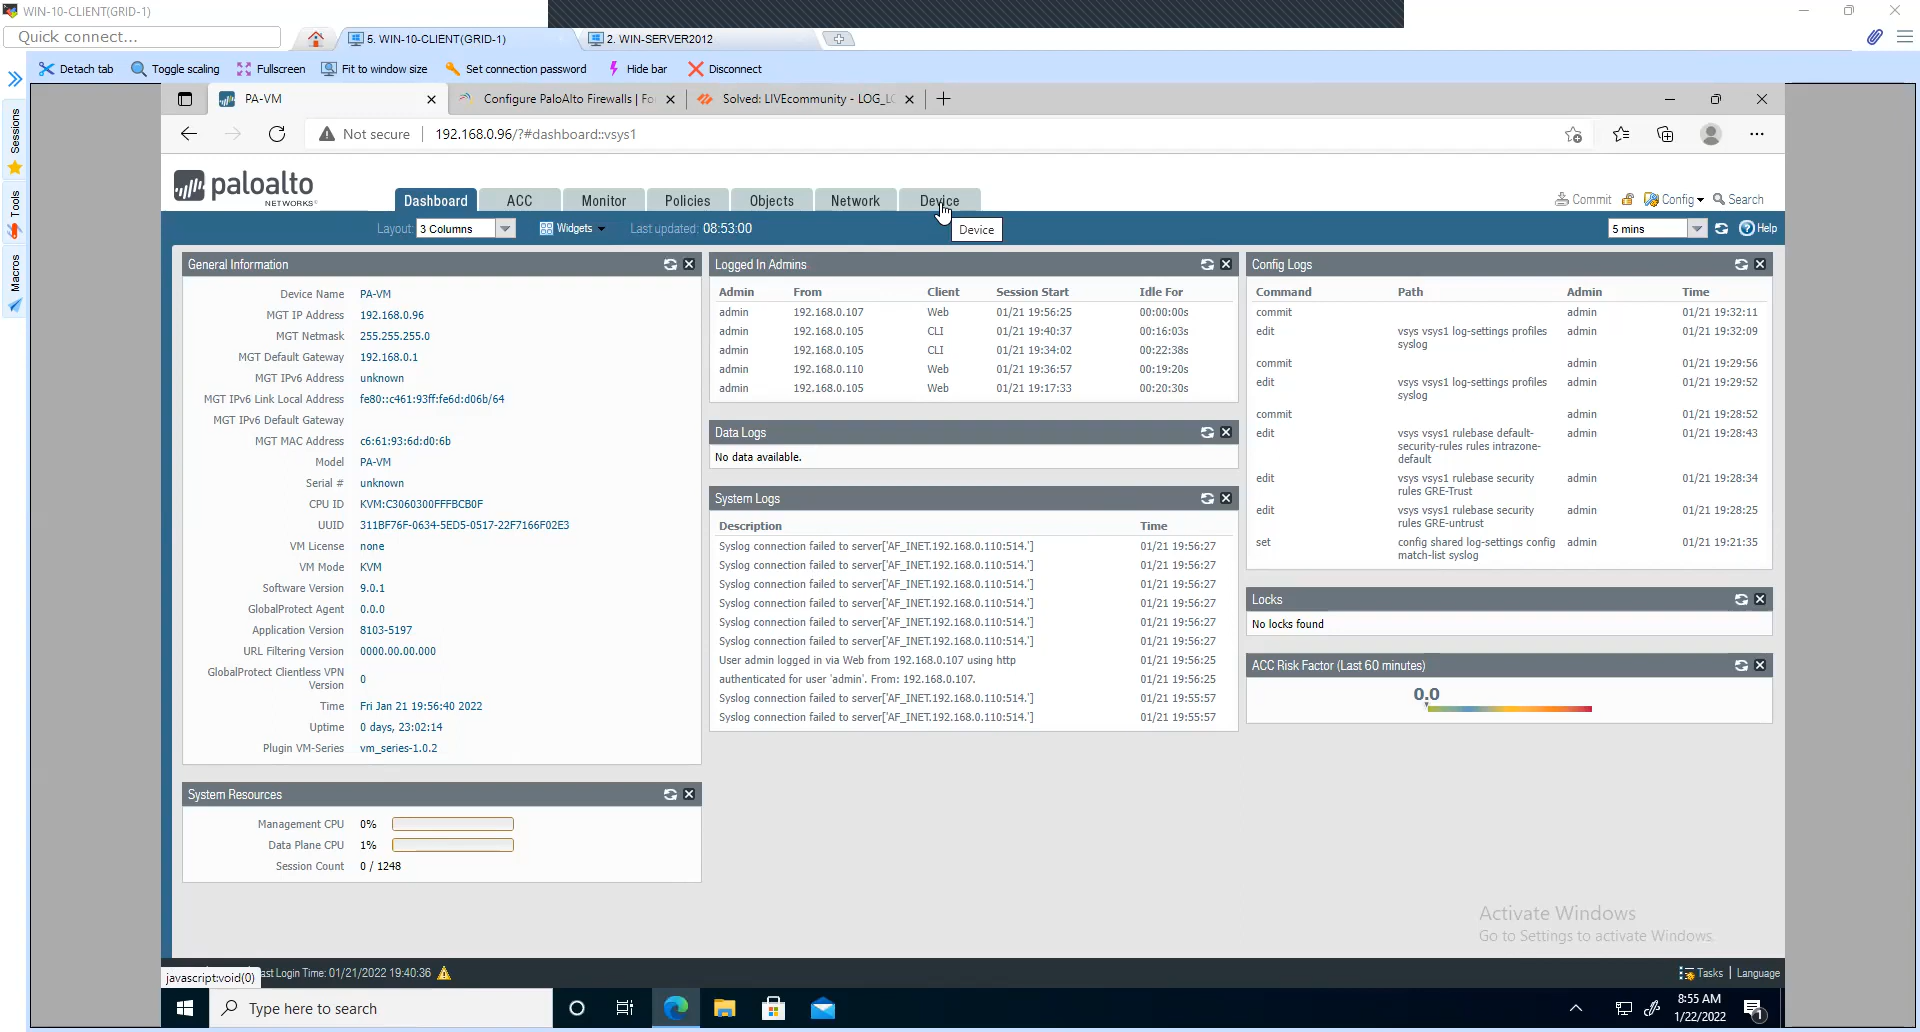 WIN-10-CLIENT(GRID-1)
Quick connect...
5. WIN-10-CLIENT(GRID-1)
2. WIN-SERVER2012
Detach tab
Toggle scaling
Fullscreen
Fit to window size
Set connection password
Hide bar
Disconnect
Sessions
Tools
Macros
PA-VM
Configure PaloAlto Firewalls | Fo
Solved: LIVEcommunity - LOG_LC
Not secure
192.168.0.96/?#dashboard::vsys1
paloalto
NETWORKS
Dashboard
ACC
Monitor
Policies
Objects
Network
Device
Commit
Config
Search
Layout
3 Columns
Widgets
Last updated: 08:53:00
Device
5 mins
Help
General Information
Device Name PA-VM
MGT IP Address 192.168.0.96
MGT Netmask 255.255.255.0
MGT Default Gateway 192.168.0.1
MGT IPv6 Address unknown
MGT IPv6 Link Local Address fe80::c461:93ff:fe6d:d06b/64
MGT IPv6 Default Gateway
MGT MAC Address c6:61:93:6d:d0:6b
Model PA-VM
Serial # unknown
CPU ID KVM:C3060300FFFBCB0F
UUID 311BF76F-0634-5ED5-0517-22F7166F02E3
VM License none
VM Mode KVM
Software Version 9.0.1
GlobalProtect Agent 0.0.0
Application Version 8103-5197
URL Filtering Version 0000.00.00.000
GlobalProtect Clientless VPN
Version 0
Time Fri Jan 21 19:56:40 2022
Uptime 0 days, 23:02:14
Plugin VM-Series vm_series-1.0.2
System Resources
Management CPU 0%
Data Plane CPU 1%
Session Count 0 / 1248
Logged In Admins
Admin From Client Session Start Idle For
admin 192.168.0.107 Web 01/21 19:56:25 00:00:00s
admin 192.168.0.105 CLI 01/21 19:40:37 00:16:03s
admin 192.168.0.105 CLI 01/21 19:34:02 00:22:38s
admin 192.168.0.110 Web 01/21 19:36:57 00:19:20s
admin 192.168.0.105 Web 01/21 19:17:33 00:20:30s
Data Logs
No data available.
System Logs
Description Time
Syslog connection failed to server['AF_INET.192.168.0.110:514.'] 01/21 19:56:27
Syslog connection failed to server['AF_INET.192.168.0.110:514.'] 01/21 19:56:27
Syslog connection failed to server['AF_INET.192.168.0.110:514.'] 01/21 19:56:27
Syslog connection failed to server['AF_INET.192.168.0.110:514.'] 01/21 19:56:27
Syslog connection failed to server['AF_INET.192.168.0.110:514.'] 01/21 19:56:27
Syslog connection failed to server['AF_INET.192.168.0.110:514.'] 01/21 19:56:27
User admin logged in via Web from 192.168.0.107 using http 01/21 19:56:25
authenticated for user 'admin'. From: 192.168.0.107. 01/21 19:56:25
Syslog connection failed to server['AF_INET.192.168.0.110:514.'] 01/21 19:55:57
Syslog connection failed to server['AF_INET.192.168.0.110:514.'] 01/21 19:55:57
Config Logs
Command Path Admin Time
commit admin 01/21 19:32:11
edit vsys vsys1 log-settings profiles admin 01/21 19:32:09
syslog
commit admin 01/21 19:29:56
edit vsys vsys1 log-settings profiles admin 01/21 19:29:52
syslog
commit admin 01/21 19:28:52
edit vsys vsys1 rulebase default- admin 01/21 19:28:43
security-rules rules intrazone-
default
edit vsys vsys1 rulebase security admin 01/21 19:28:34
rules GRE-Trust
edit vsys vsys1 rulebase security admin 01/21 19:28:25
rules GRE-untrust
set config shared log-settings config admin 01/21 19:21:35
match-list syslog
Locks
No locks found
ACC Risk Factor (Last 60 minutes)
0.0
Activate Windows
Go to Settings to activate Windows.
javascript:void(0)
ast Login Time: 01/21/2022 19:40:36
Tasks | Language
Type here to search
8:55 AM
1/22/2022
1